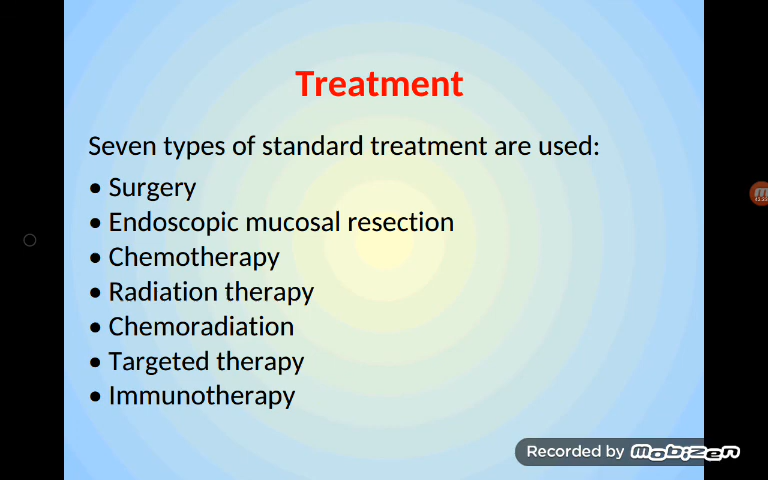 Treatment
Seven types of standard treatment are used:
• Surgery
• Endoscopic mucosal resection
• Chemotherapy
• Radiation therapy
• Chemoradiation
• Targeted therapy
• Immunotherapy
Recorded by Mobizen